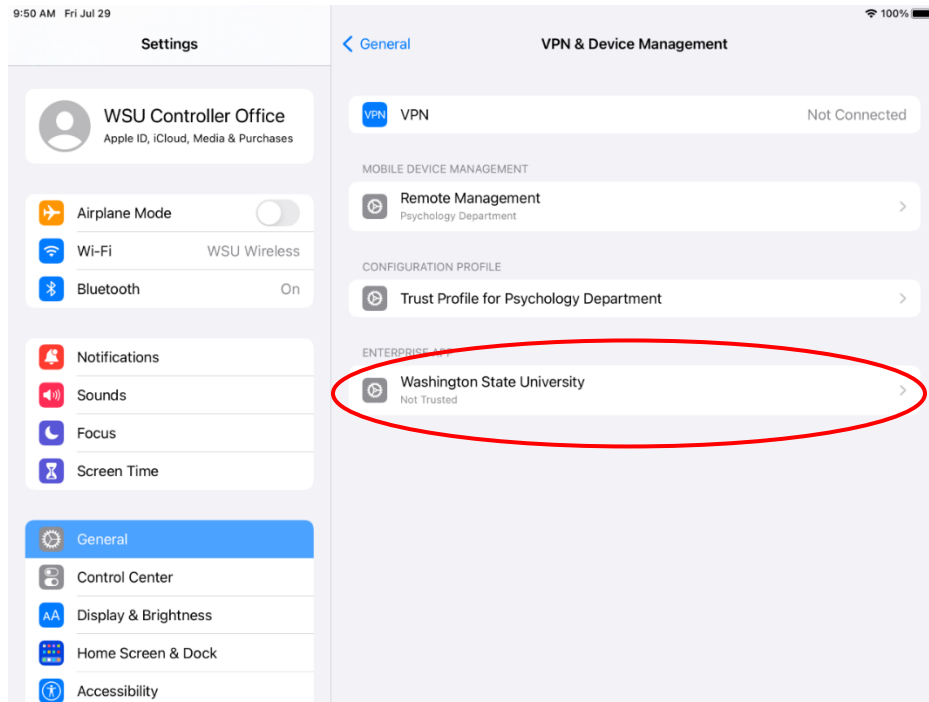 9:50 AM Fri Jul 29
100%
Settings
WSU Controller Office
Apple ID, iCloud, Media & Purchases
Airplane Mode
Wi-Fi WSU Wireless
Bluetooth On
Notifications
Sounds
Focus
Screen Time
General
Control Center
AA Display & Brightness
Home Screen & Dock
Accessibility
General
VPN & Device Management
VPN VPN Not Connected
MOBILE DEVICE MANAGEMENT
Remote Management
Psychology Department
CONFIGURATION PROFILE
Trust Profile for Psychology Department
ENTERPRISE APP
Washington State University
Not Trusted